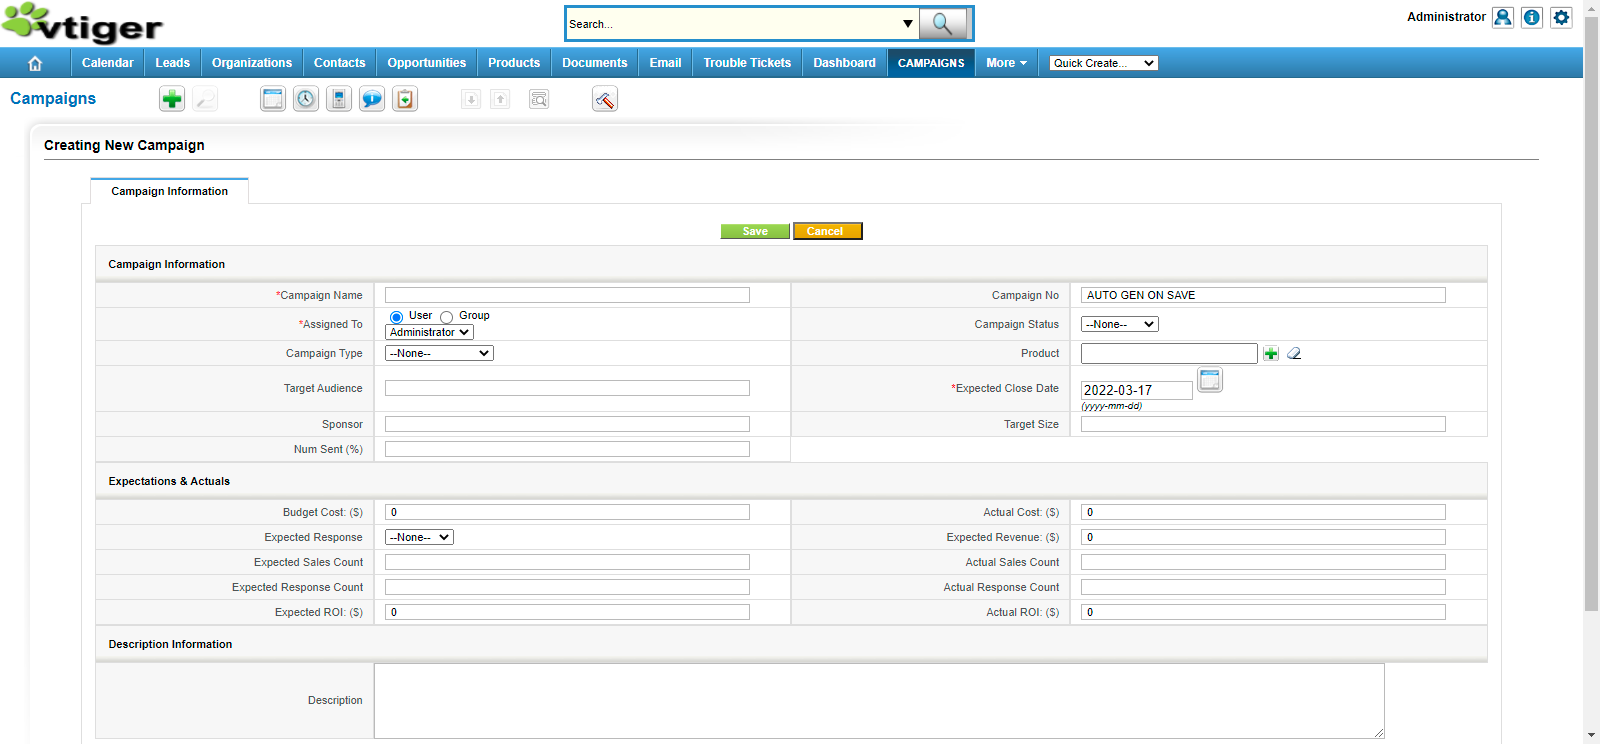 vtiger
Search...
Administrator
Calendar Leads Organizations Contacts Opportunities Products Documents Email Trouble Tickets Dashboard CAMPAIGNS More Quick Create...
Campaigns
Creating New Campaign
Campaign Information
Save Cancel
Campaign Information
*Campaign Name Campaign No AUTO GEN ON SAVE
*Assigned To User Group Administrator Campaign Status --None--
Campaign Type --None-- Product
Target Audience *Expected Close Date 2022-03-17
(yyyy-mm-dd)
Sponsor Target Size
Num Sent (%)
Expectations & Actuals
Budget Cost: ($) 0 Actual Cost: ($) 0
Expected Response --None-- Expected Revenue: ($) 0
Expected Sales Count Actual Sales Count
Expected Response Count Actual Response Count
Expected ROI: ($) 0 Actual ROI: ($) 0
Description Information
Description